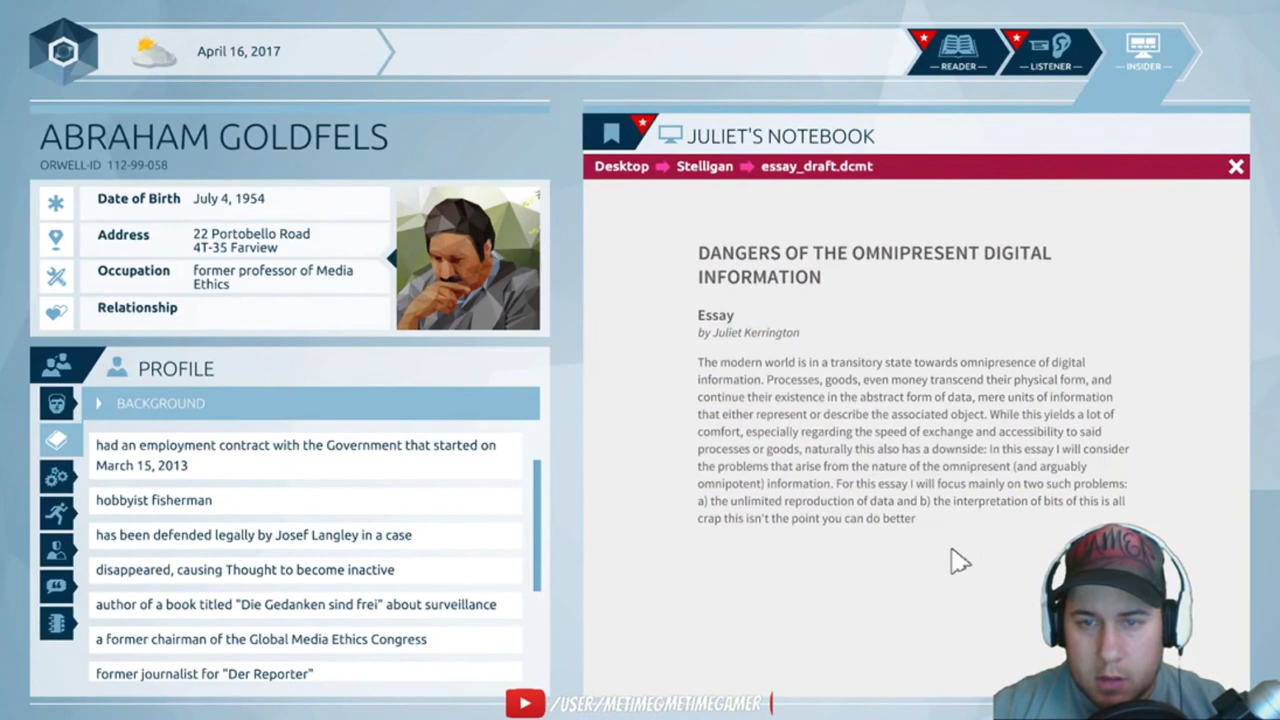 April 16, 2017
READER
LISTENER
INSIDER
ABRAHAM GOLDFELS
ORWELL-ID 112-99-058
Date of Birth July 4, 1954
Address 22 Portobello Road
4T-35 Farview
Occupation former professor of Media
Ethics
Relationship
PROFILE
BACKGROUND
had an employment contract with the Government that started on
March 15, 2013
hobbyist fisherman
has been defended legally by Josef Langley in a case
disappeared, causing Thought to become inactive
author of a book titled "Die Gedanken sind frei" about surveillance
a former chairman of the Global Media Ethics Congress
former journalist for "Der Reporter"
JULIET'S NOTEBOOK
Desktop Stelligan essay_draft.dcmt
DANGERS OF THE OMNIPRESENT DIGITAL
INFORMATION
Essay
by Juliet Kerrington
The modern world is in a transitory state towards omnipresence of digital
information. Processes, goods, even money transcend their physical form, and
continue their existence in the abstract form of data, mere units of information
that either represent or describe the associated object. While this yields a lot of
comfort, especially regarding the speed of exchange and accessibility to said
processes or goods, naturally this also has a downside: In this essay I will consider
the problems that arise from the nature of the omnipresent (and arguably
omnipotent) information. For this essay I will focus mainly on two such problems:
a) the unlimited reproduction of data and b) the interpretation of bits of this is all
crap this isn't the point you can do better
/USER/METIMEGMETIMEGAMER